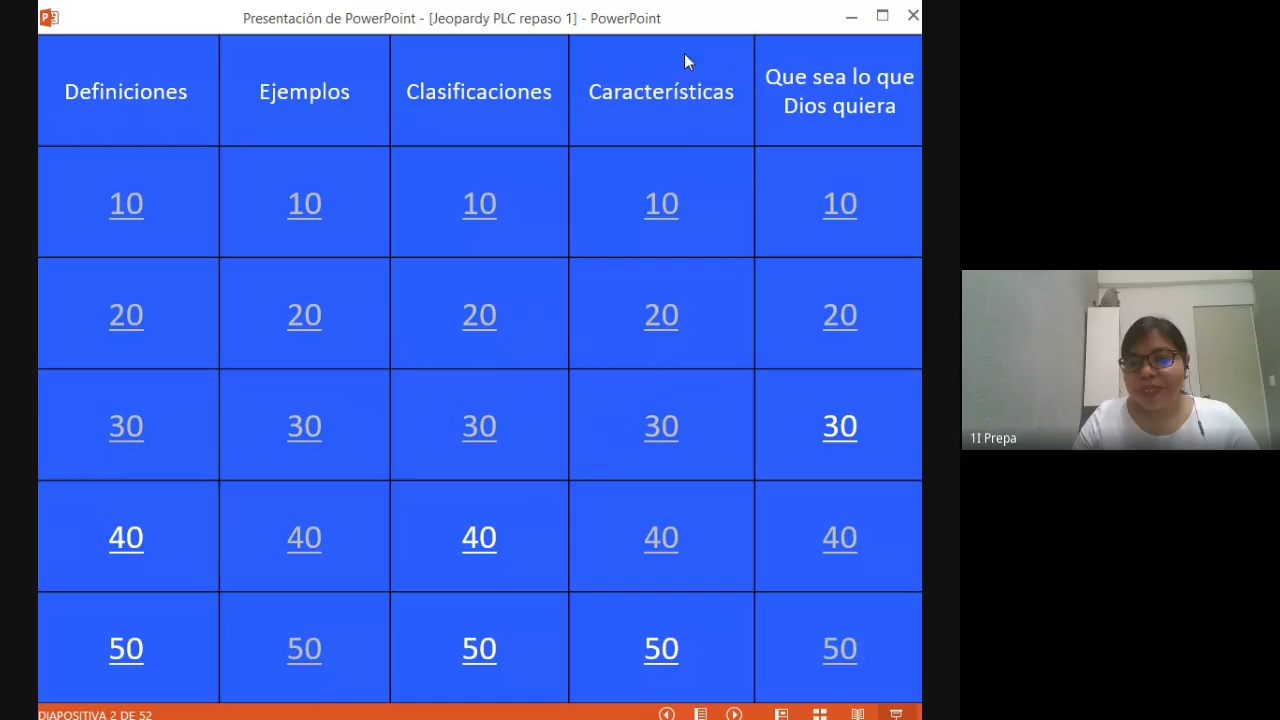 Presentación de PowerPoint - [Jeopardy PLC repaso 1] - PowerPoint
Definiciones
Ejemplos
Clasificaciones
Características
Que sea lo que
Dios quiera
10
10
10
10
10
20
20
20
20
20
30
30
30
30
30
40
40
40
40
40
50
50
50
50
50
1I Prepa
DIAPOSITIVA 2 DE 52